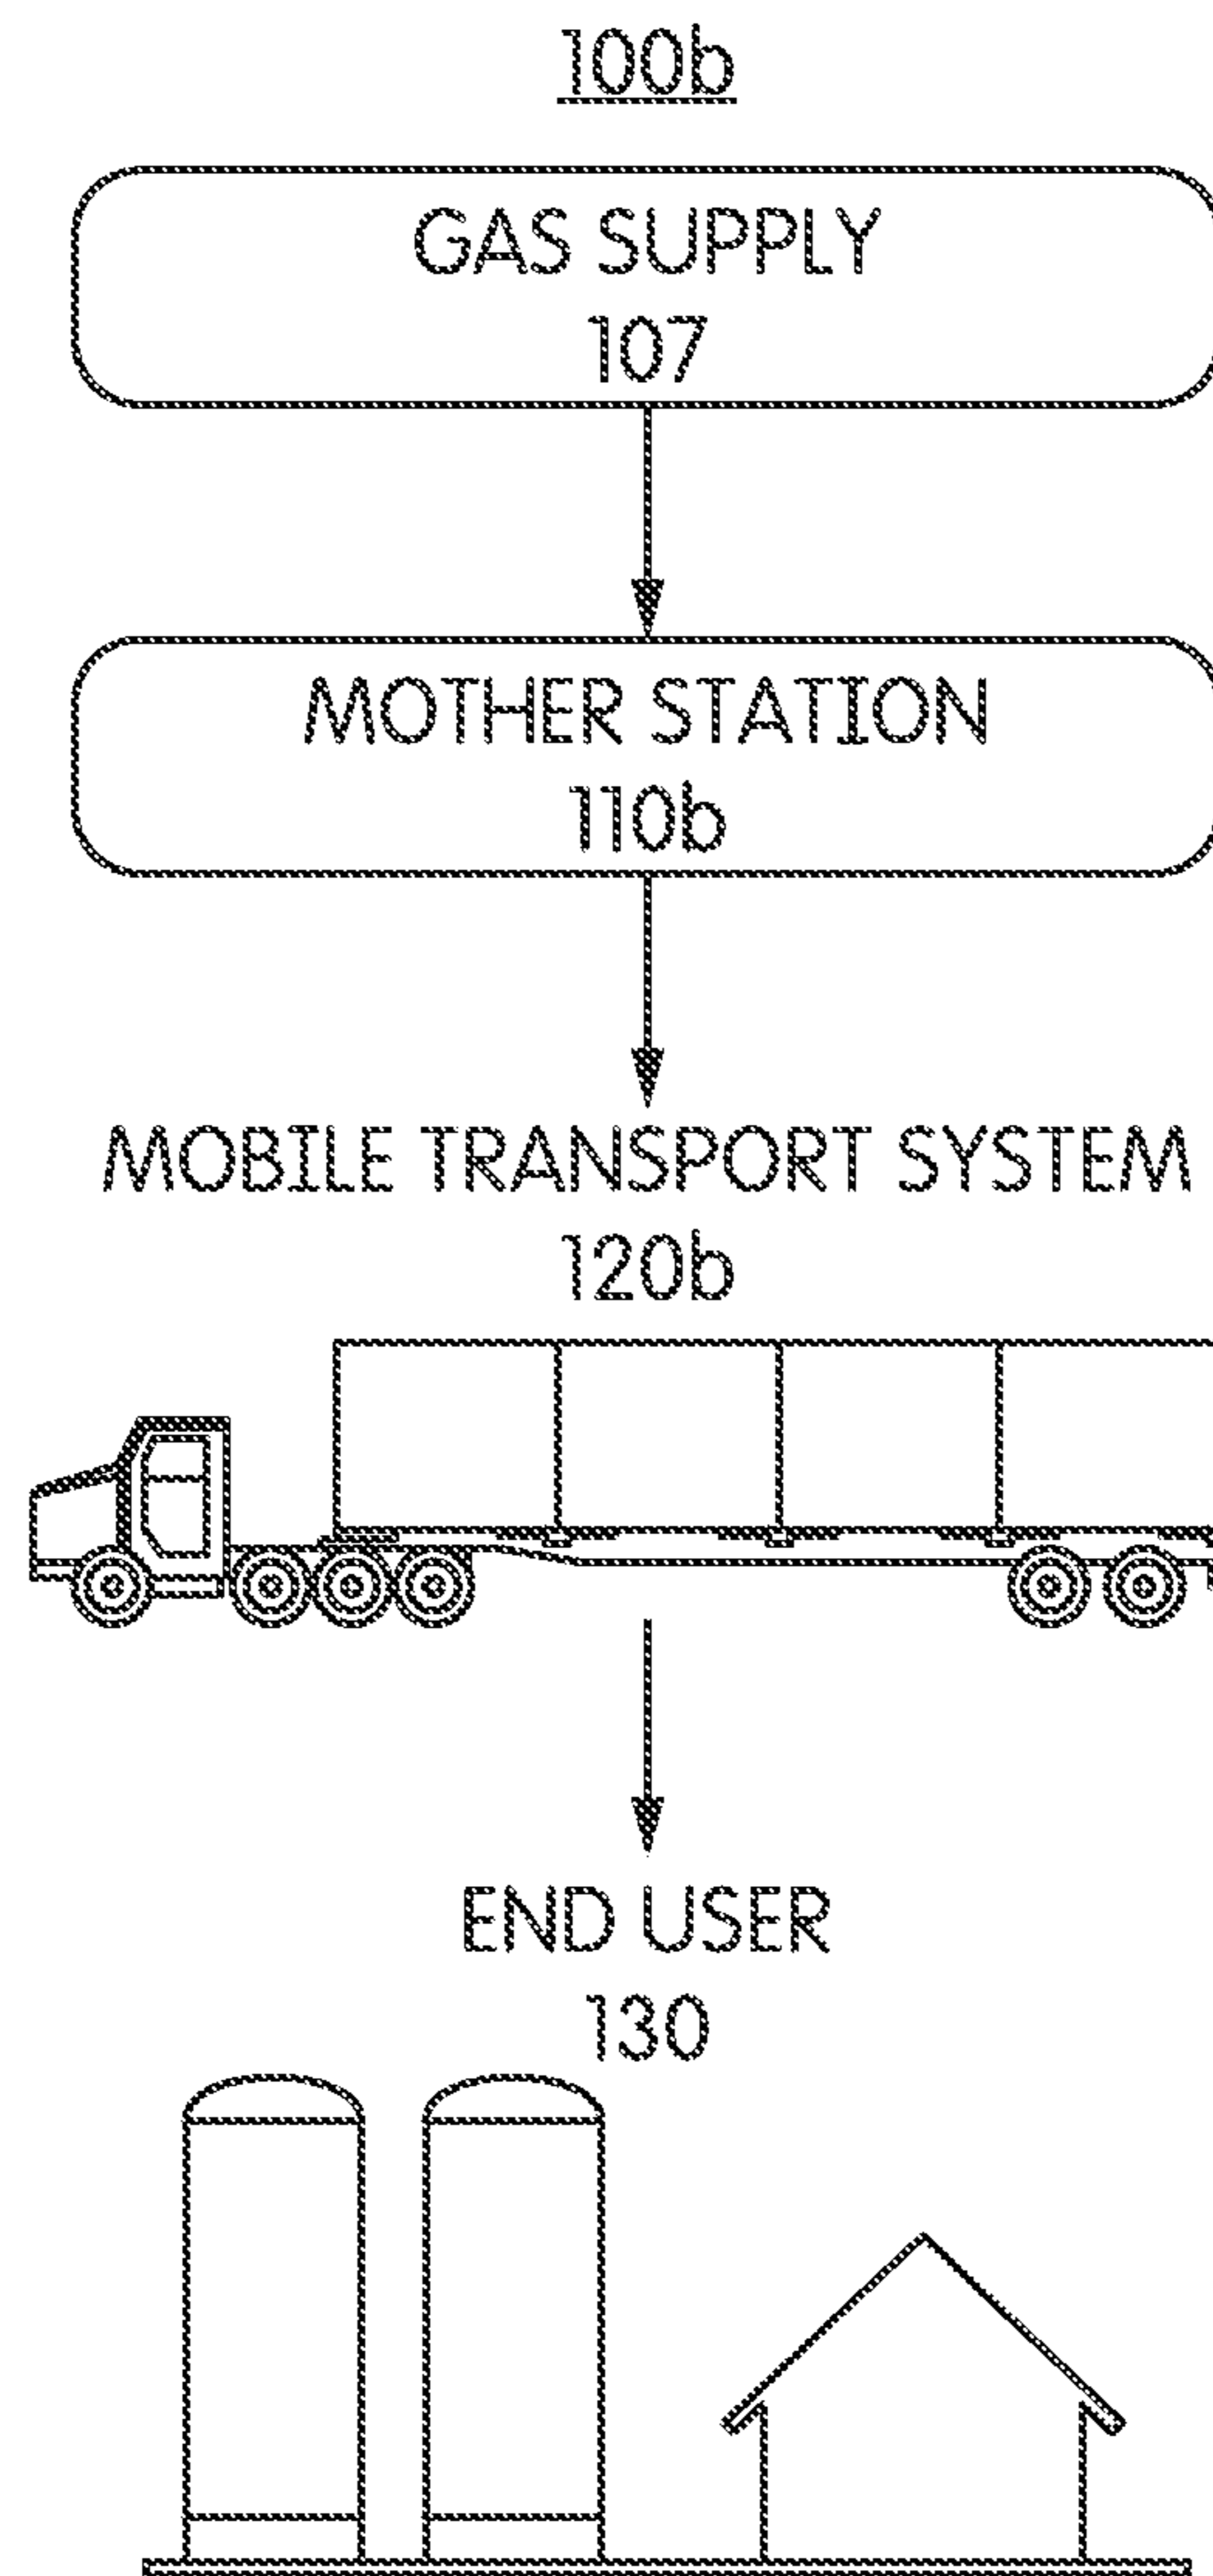 100b
GAS SUPPLY
107
MOTHER STATION
110b
MOBILE TRANSPORT SYSTEM
120b
END USER
130